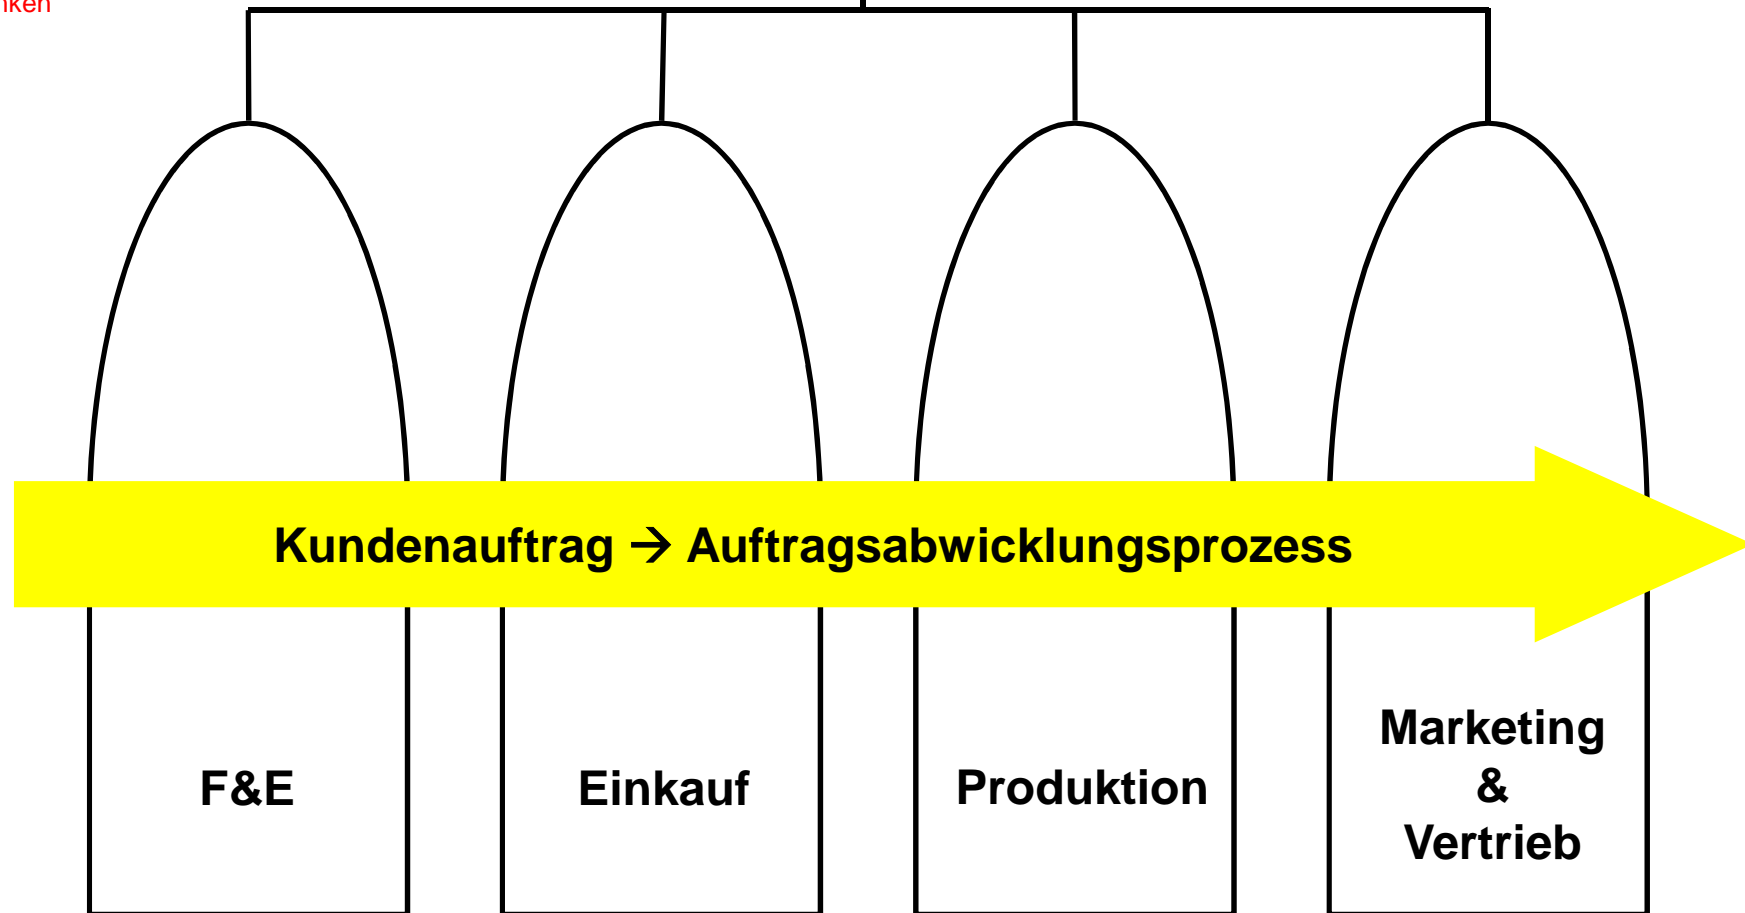 Kundenauftrag → Auftragsabwicklungsprozess
Marketing
F&E Einkauf Produktion &
Vertrieb